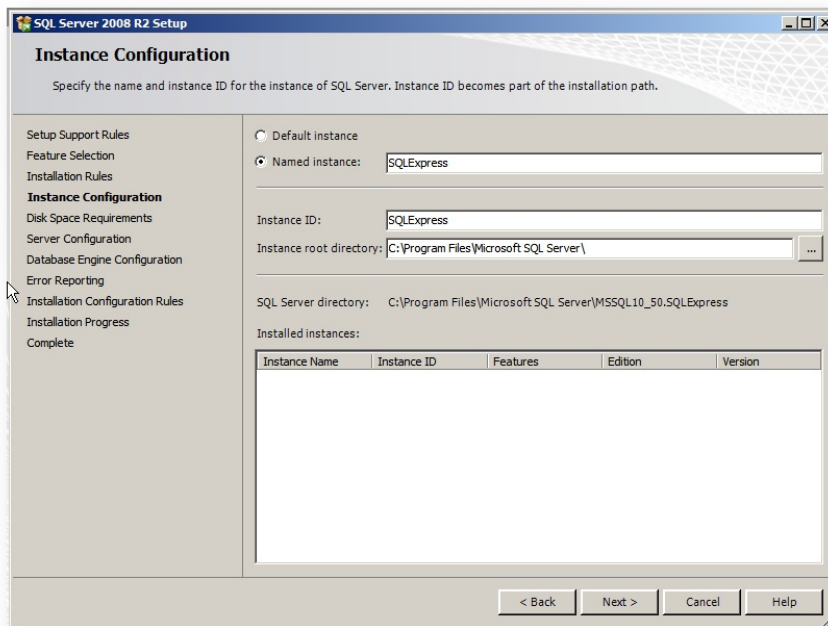 SQL Server 2008 R2 Setup
Instance Configuration
Specify the name and instance ID for the instance of SQL Server. Instance ID becomes part of the installation path.
Setup Support Rules
Feature Selection
Installation Rules
Instance Configuration
Disk Space Requirements
Server Configuration
Database Engine Configuration
Error Reporting
Installation Configuration Rules
Installation Progress
Complete
Default instance
Named instance: SQLExpress
Instance ID: SQLExpress
Instance root directory: C:\Program Files\Microsoft SQL Server\ ...
SQL Server directory: C:\Program Files\Microsoft SQL Server\MSSQL10_50.SQLExpress
Installed instances:
Instance Name Instance ID Features Edition Version
< Back Next > Cancel Help